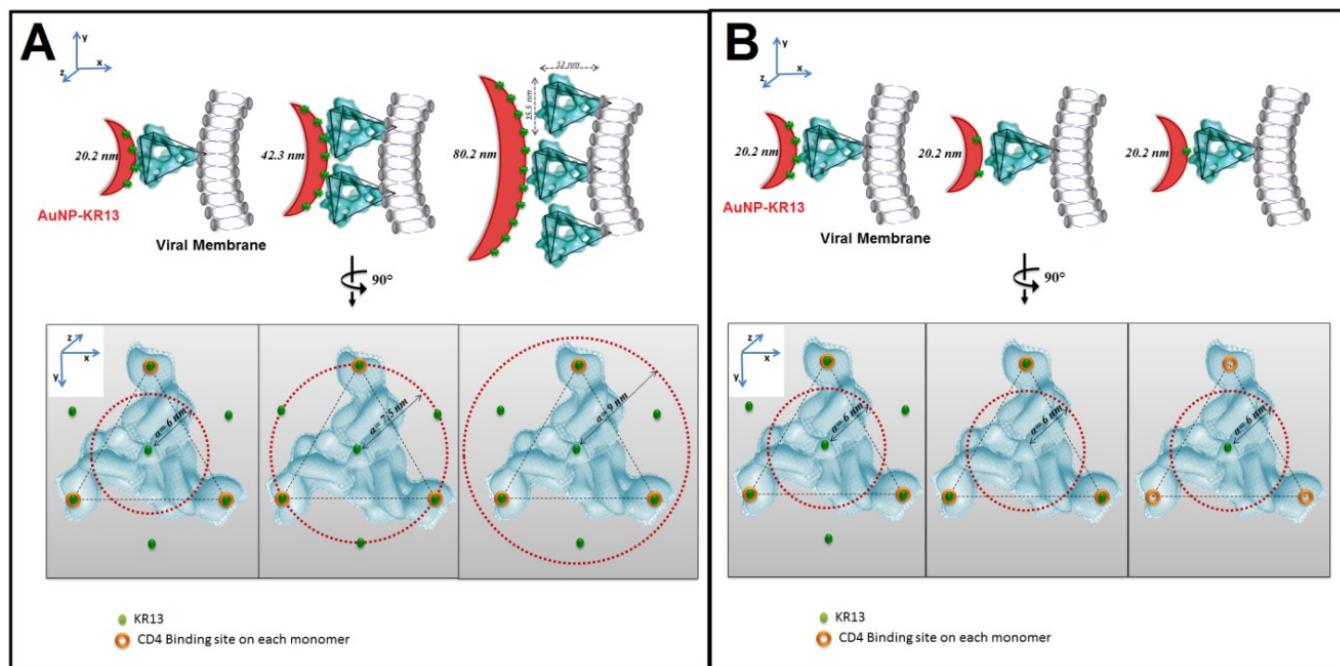 A
y
x
z
20.2 nm
42.3 nm
80.2 nm
12 nm
15.5 nm
AuNP-KR13
Viral Membrane
90°
z
x
y
a= 6 nm
a= 7.5 nm
a= 9 nm
KR13
CD4 Binding site on each monomer
B
y
x
z
20.2 nm
20.2 nm
20.2 nm
AuNP-KR13
Viral Membrane
90°
z
x
y
a= 6 nm
a= 6 nm
a= 6 nm
KR13
CD4 Binding site on each monomer